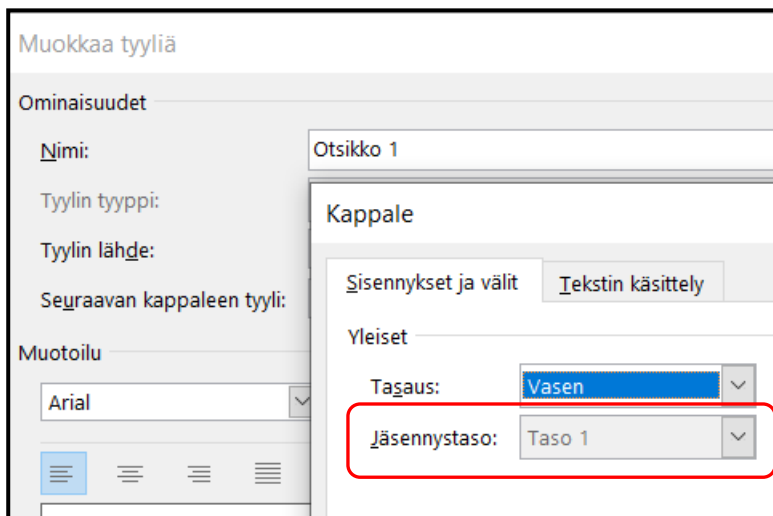 Muokkaa tyyliä
Ominaisuudet
Nimi:
Otsikko 1
Tyylin tyyppi:
Tyylin lähde:
Seuraavan kappaleen tyyli:
Muotoilu
Arial
Kappale
Sisennykset ja välit
Tekstin käsittely
Yleiset
Tasaus:
Vasen
Jäsennystaso:
Taso 1